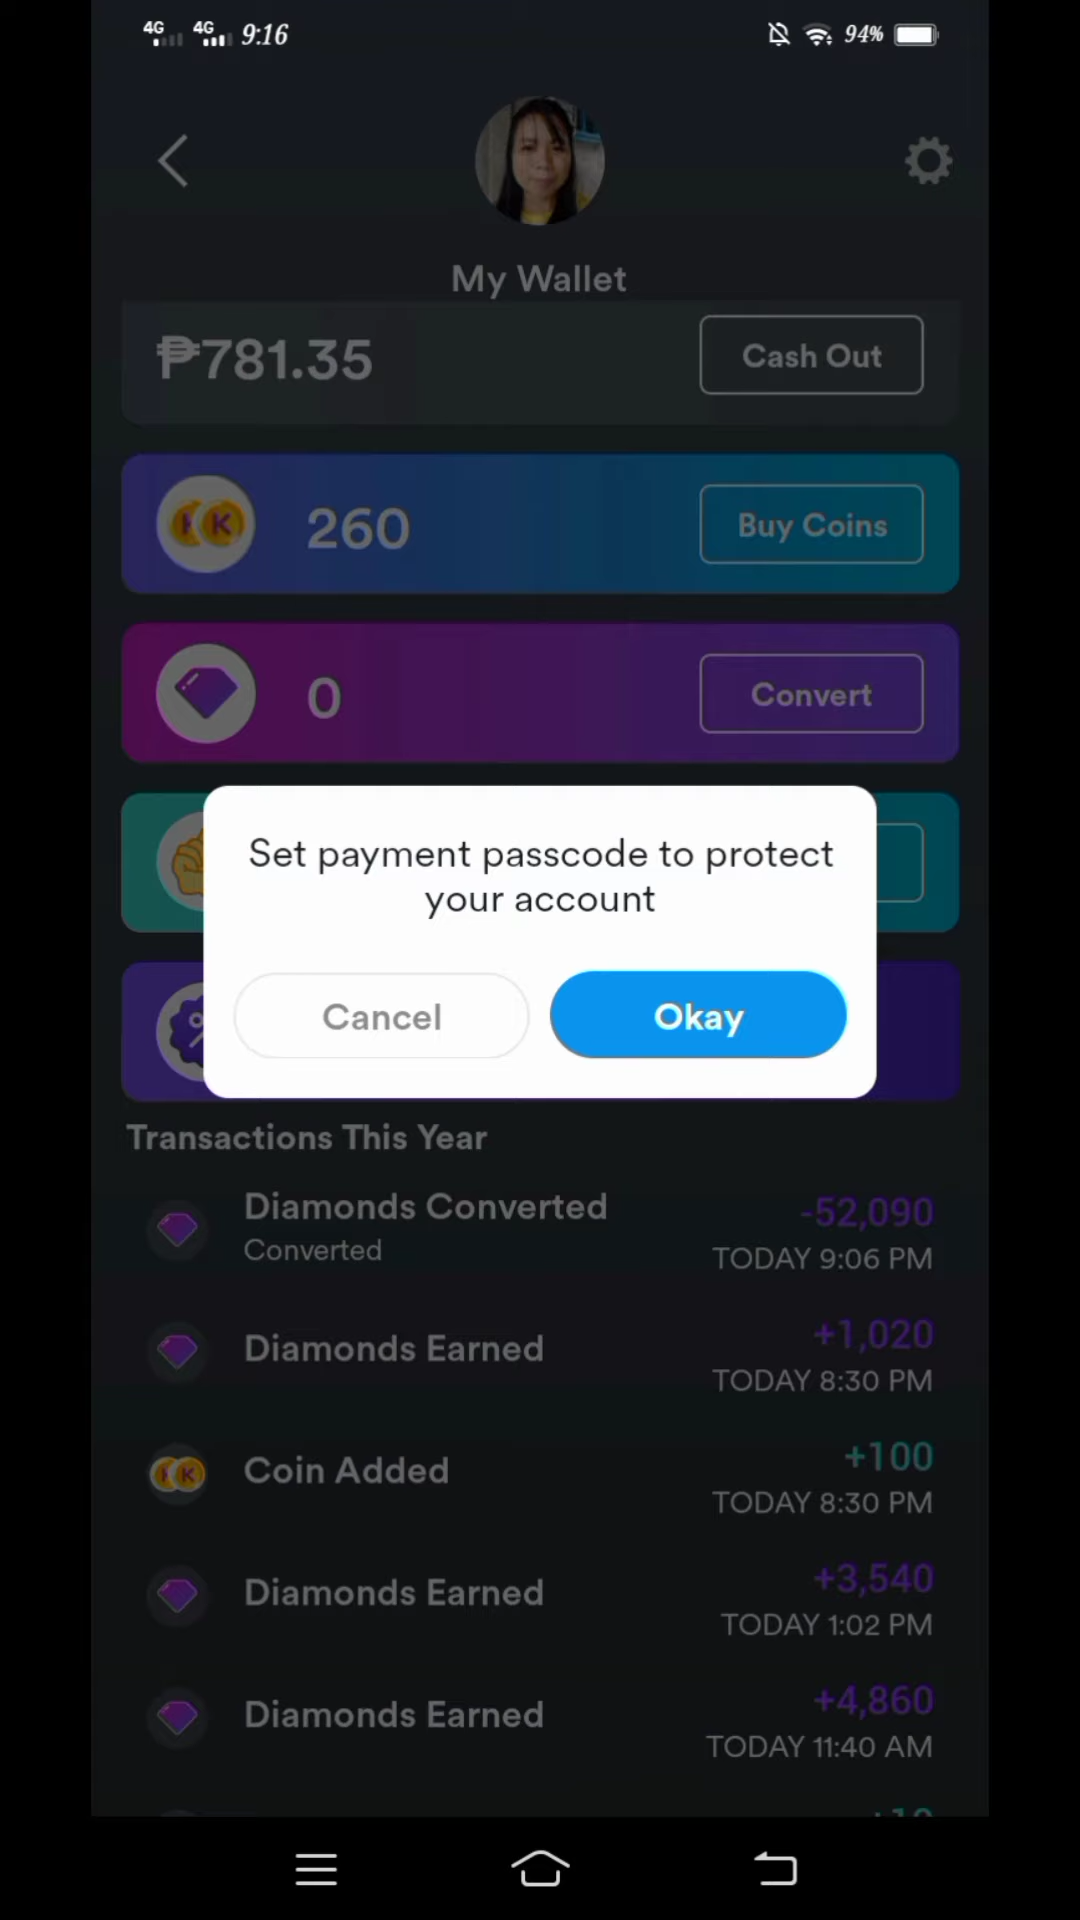 4G 4G 9:16 94%
My Wallet
₱781.35 Cash Out
K K 260 Buy Coins
0 Convert
Set payment passcode to protect
your account
Cancel Okay
Transactions This Year
Diamonds Converted -52,090
Converted TODAY 9:06 PM
Diamonds Earned +1,020
TODAY 8:30 PM
K Coin Added +100
TODAY 8:30 PM
Diamonds Earned +3,540
TODAY 1:02 PM
Diamonds Earned +4,860
TODAY 11:40 AM